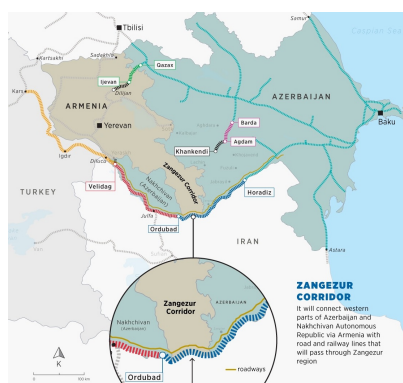 Samur
Caspian Sea
Tbilisi
Sadakhlo
Kartsakhi
Qazax
Ijevan
Dilijan
Kars
ARMENIA
AZERBAIJAN
Yerevan
Barda
Baku
Agdam
Khankendi
Igdir
Zangezur
Corridor
Nakhchivan
(Azerbaijan)
Velidag
Horadiz
TURKEY
Julfa
Ordubad
IRAN
Astara
ZANGEZUR
CORRIDOR
It will connect western
parts of Azerbaijan and
Nakhchivan Autonomous
Republic via Armenia with
road and railway lines that
will pass through Zangezur
region
Zangezur
Corridor
AZERBAIJAN
Nakhchivan
(Azerbaijan)
Ordubad
roadways
K
0